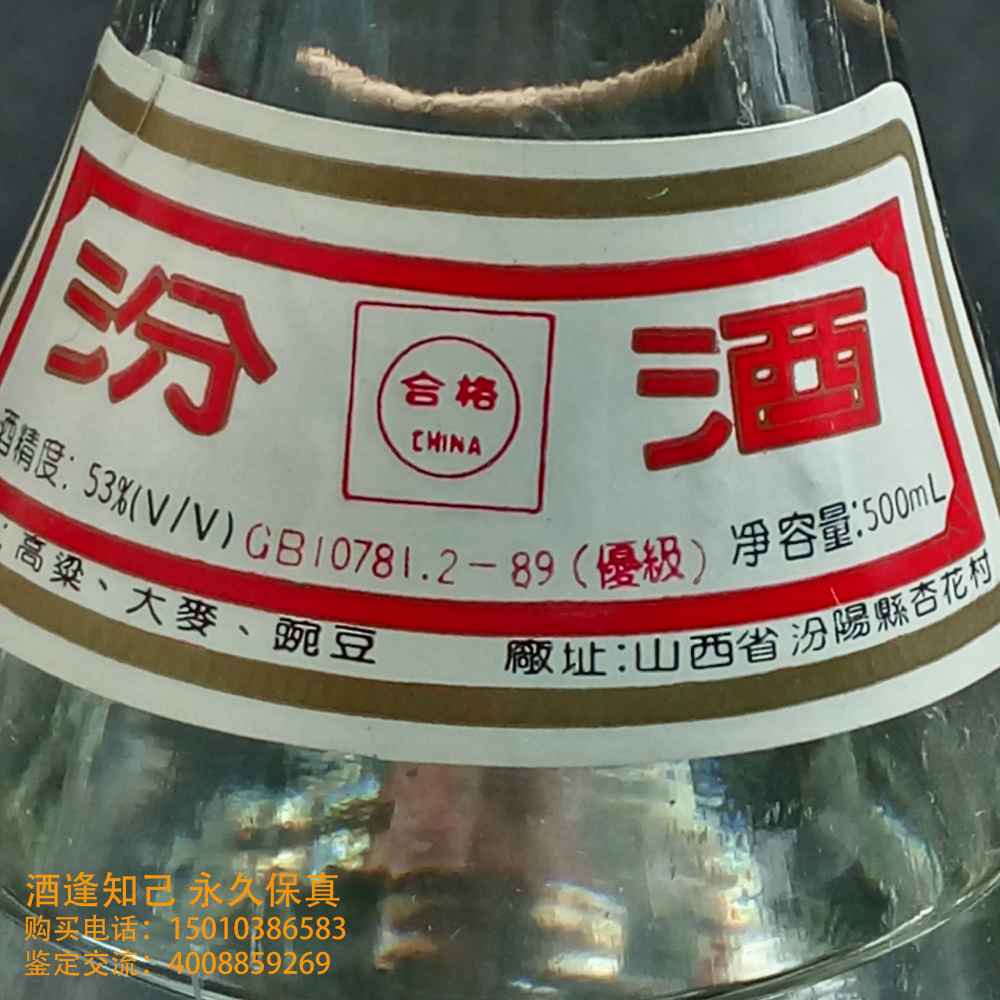 汾酒
合格
CHINA
酒精度:53%(V/V)
GB10781.2-89(優級)
净容量:500mL
:高粱、大麥、豌豆
廠址:山西省汾陽縣杏花村
酒逢知己 永久保真
购买电话：15010386583
鉴定交流：4008859269